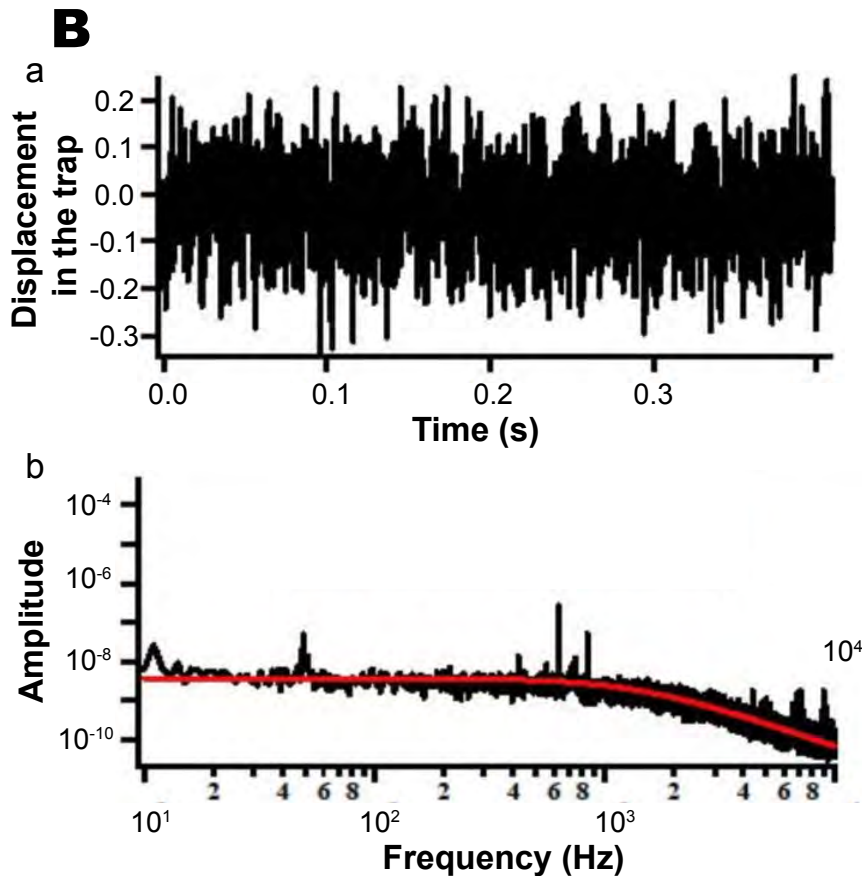 B
a
Displacement
in the trap
0.2
0.1
0.0
-0.1
-0.2
-0.3
0.0 0.1 0.2 0.3
Time (s)
b
Amplitude
10⁻⁴
10⁻⁶
10⁻⁸
10⁻¹⁰
10⁴
2 4 6 8 2 4 6 8 2 4 6 8
10¹ 10² 10³
Frequency (Hz)